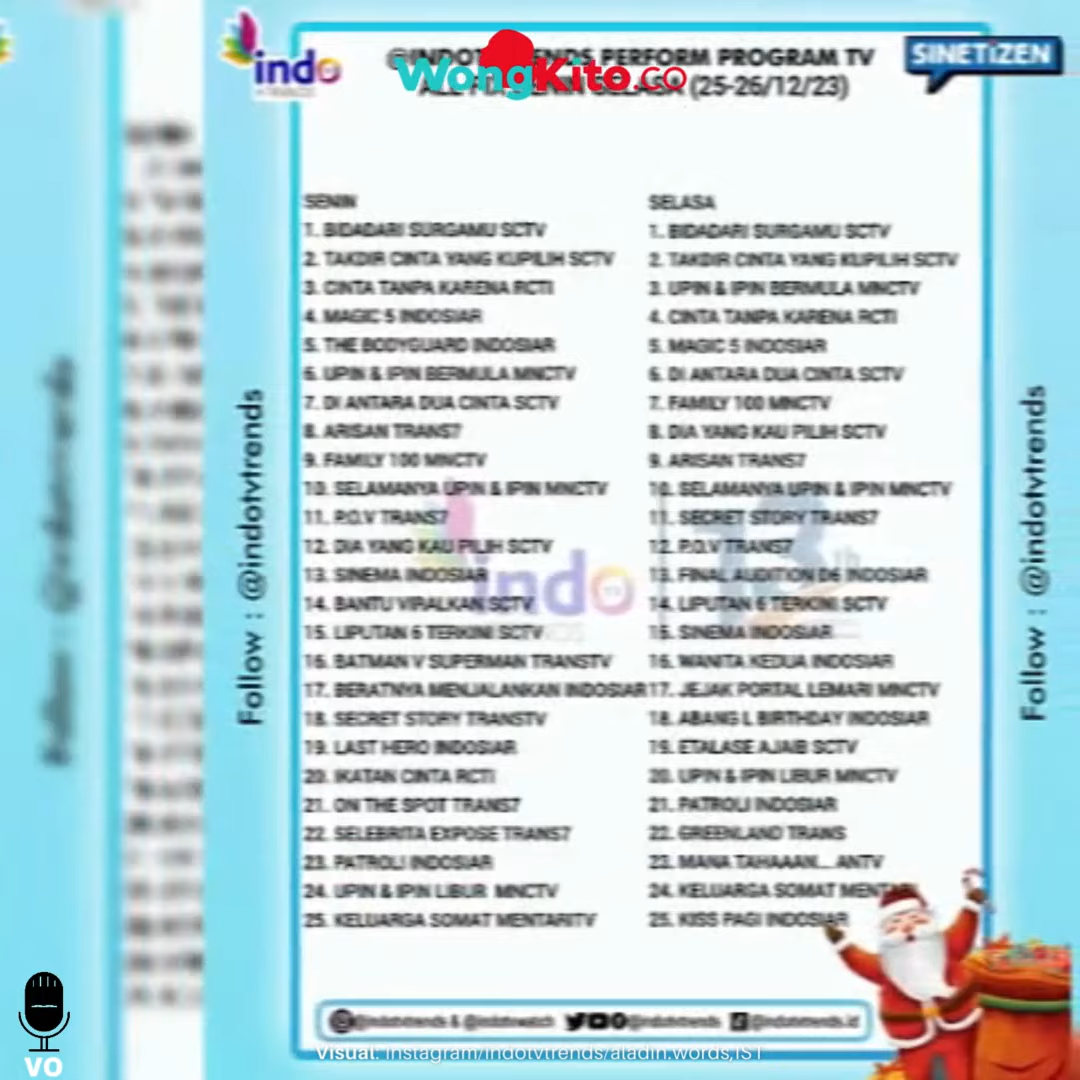 indo
@INDOTVTRENDS PERFORM PROGRAM TV
SINETIZEN
WongKito.co
SELASA (25-26/12/23)
SENIN
1. BIDADARI SURGAMU SCTV
2. TAKDIR CINTA YANG KUPILIH SCTV
3. CINTA TANPA KARENA RCTI
4. MAGIC 5 INDOSIAR
5. THE BODYGUARD INDOSIAR
6. UPIN & IPIN BERMULA MNCTV
7. DI ANTARA DUA CINTA SCTV
8. ARISAN TRANS7
9. FAMILY 100 MNCTV
10. SELAMANYA UPIN & IPIN MNCTV
11. P.O.V TRANS7
12. DIA YANG KAU PILIH SCTV
13. SINEMA INDOSIAR
14. BANTU VIRALKAN SCTV
15. LIPUTAN 6 TERKINI SCTV
16. BATMAN V SUPERMAN TRANSTV
17. BERATNYA MENJALANKAN INDOSIAR
18. SECRET STORY TRANSTV
19. LAST HERO INDOSIAR
20. IKATAN CINTA RCTI
21. ON THE SPOT TRANS7
22. SELEBRITA EXPOSE TRANS7
23. PATROLI INDOSIAR
24. UPIN & IPIN LIBUR MNCTV
25. KELUARGA SOMAT MENTARITV
SELASA
1. BIDADARI SURGAMU SCTV
2. TAKDIR CINTA YANG KUPILIH SCTV
3. UPIN & IPIN BERMULA MNCTV
4. CINTA TANPA KARENA RCTI
5. MAGIC 5 INDOSIAR
6. DI ANTARA DUA CINTA SCTV
7. FAMILY 100 MNCTV
8. DIA YANG KAU PILIH SCTV
9. ARISAN TRANS7
10. SELAMANYA UPIN & IPIN MNCTV
11. SECRET STORY TRANS7
12. P.O.V TRANS7
13. FINAL AUDITION D6 INDOSIAR
14. LIPUTAN 6 TERKINI SCTV
15. SINEMA INDOSIAR
16. WANITA KEDUA INDOSIAR
17. JEJAK PORTAL LEMARI MNCTV
18. ABANG L BIRTHDAY INDOSIAR
19. ETALASE AJAIB SCTV
20. UPIN & IPIN LIBUR MNCTV
21. PATROLI INDOSIAR
22. GREENLAND TRANS
23. MANA TAHAAAN... ANTV
24. KELUARGA SOMAT
25. KISS PAGI INDOSIAR
indo
Follow : @indotvtrends
Follow : @indotvtrends
@indotvtrends & @indotvwatch @indotvtrends @indotvtrends.id
Visual: Instagram/indotvtrends/aladin.words,IST
VO